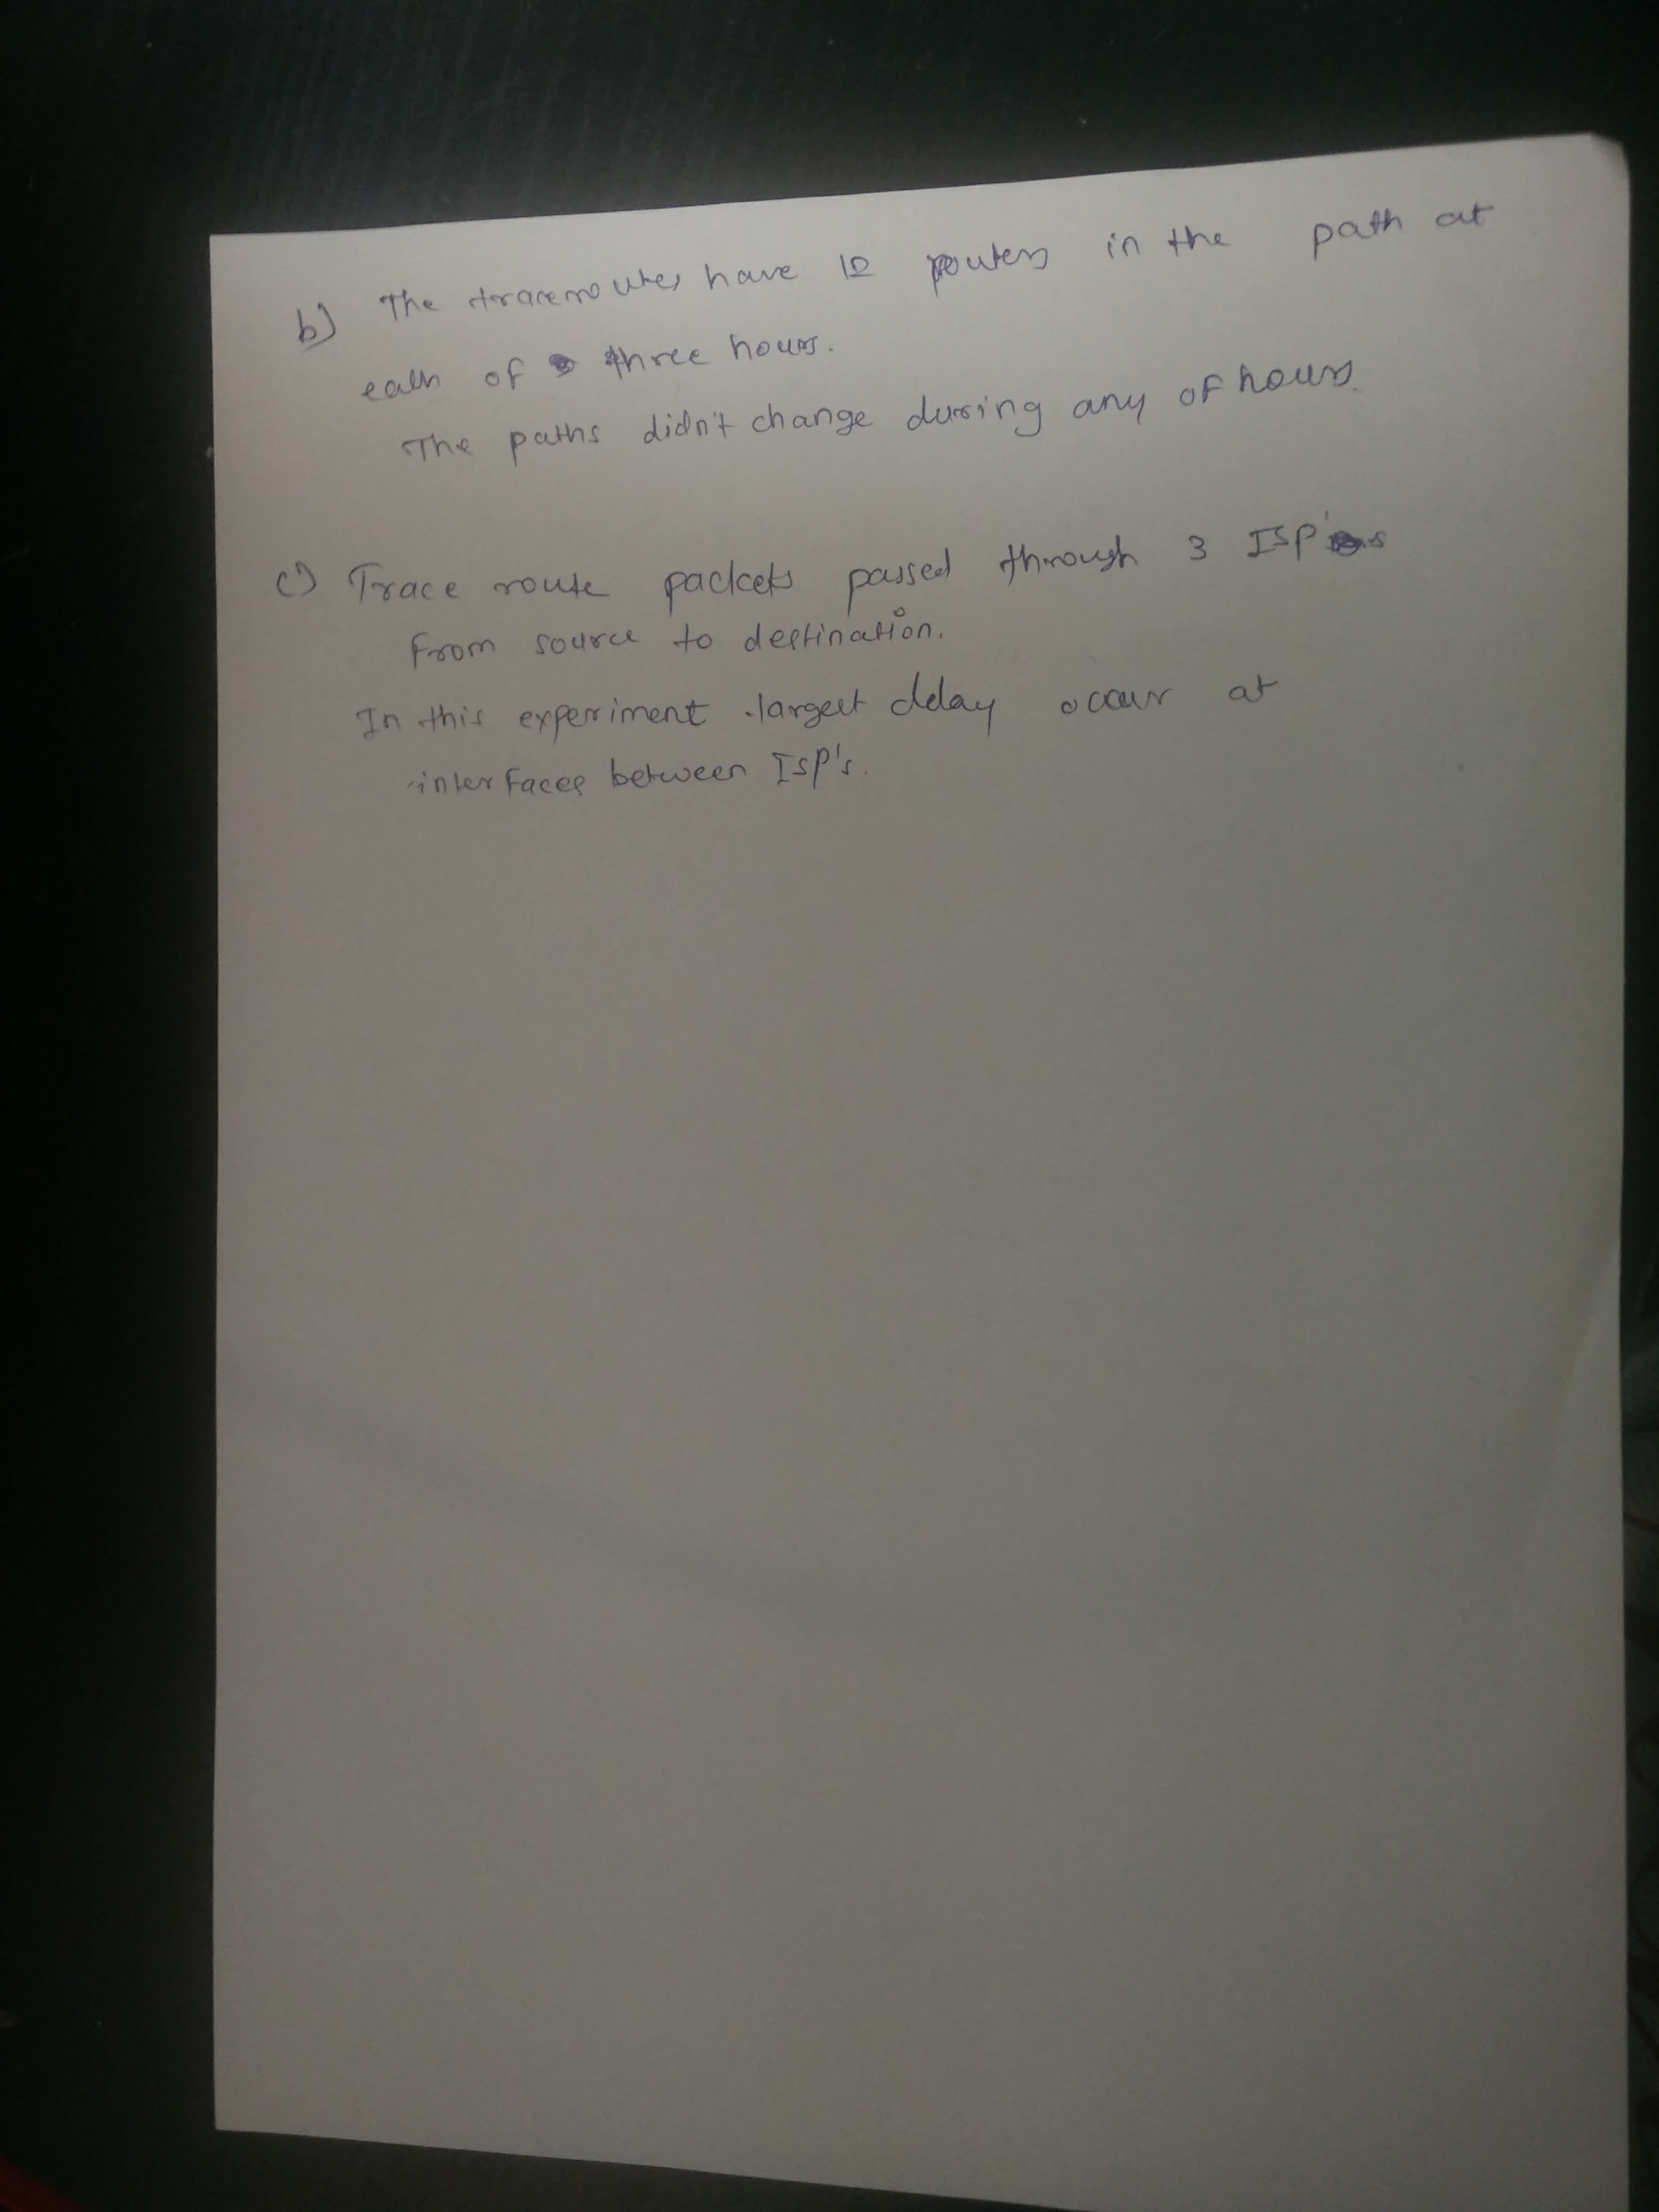 b) The traceroutes have 12 routers in the path at
each of three hours.
The paths didn't change during any of hours.
c) Trace route packets passed through 3 ISP's
from source to destination.
In this experiment largest delay occur at
interfaces between ISP's.